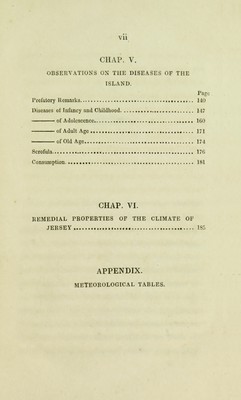 vii
CHAP. V.
OBSERVATIONS ON THE DISEASES OF THE
ISLAND.
Page
Prefatory Remarks........................................ 140
Diseases of Infancy and Childhood........................ 147
——— of Adolescence.................................. 160
——— of Adult Age................................... 171
——— of Old Age..................................... 174
Scrofula................................................. 176
Consumption.............................................. 181
CHAP. VI.
REMEDIAL PROPERTIES OF THE CLIMATE OF
JERSEY................................................ 185
APPENDIX.
METEOROLOGICAL TABLES.